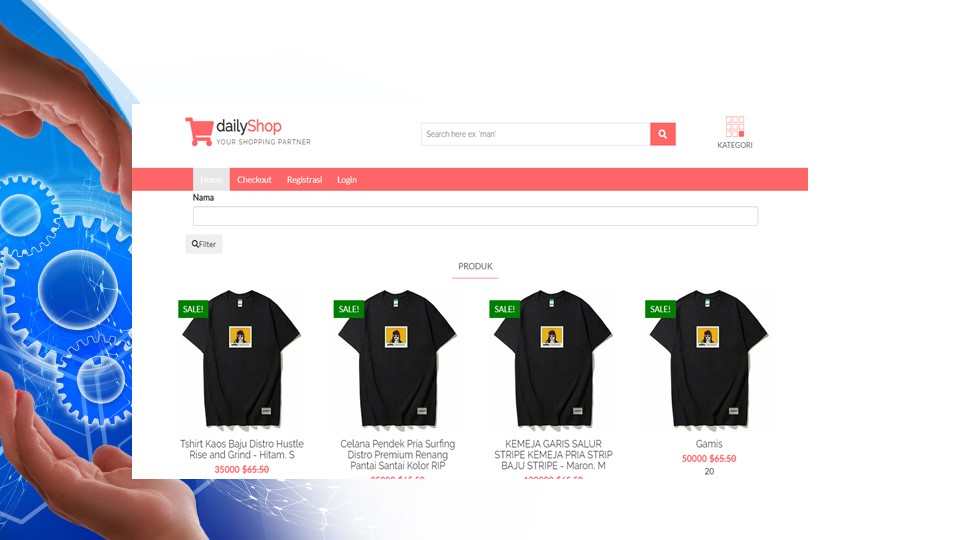 dailyShop
YOUR SHOPPING PARTNER
Search here ex. 'man'
KATEGORI
Home Checkout Registrasi Login
Nama
Filter
PRODUK
SALE! SALE! SALE! SALE!
Tshirt Kaos Baju Distro Hustle
Rise and Grind - Hitam. S
35000 $65.50
Celana Pendek Pria Surfing
Distro Premium Renang
Pantai Santai Kolor RIP
KEMEJA GARIS SALUR
STRIPE KEMEJA PRIA STRIP
BAJU STRIPE - Maron. M
Gamis
50000 $65.50
20